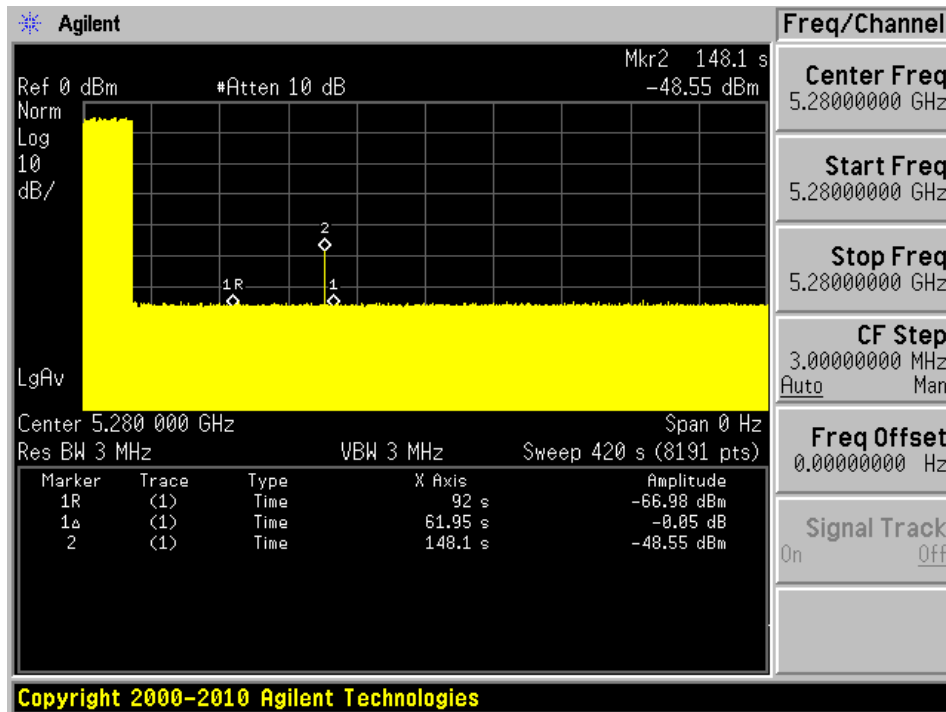 Agilent
Freq/Channel
Mkr2 148.1 s
Ref 0 dBm #Atten 10 dB -48.55 dBm
Norm
Log
10
dB/
2
1R
1
LgAv
Center 5.280 000 GHz Span 0 Hz
Res BW 3 MHz VBW 3 MHz Sweep 420 s (8191 pts)
Marker Trace Type X Axis Amplitude
1R (1) Time 92 s -66.98 dBm
1Δ (1) Time 61.95 s -0.05 dB
2 (1) Time 148.1 s -48.55 dBm
Center Freq
5.28000000 GHz
Start Freq
5.28000000 GHz
Stop Freq
5.28000000 GHz
CF Step
3.00000000 MHz
Auto Man
Freq Offset
0.00000000 Hz
Signal Track
On Off
Copyright 2000-2010 Agilent Technologies